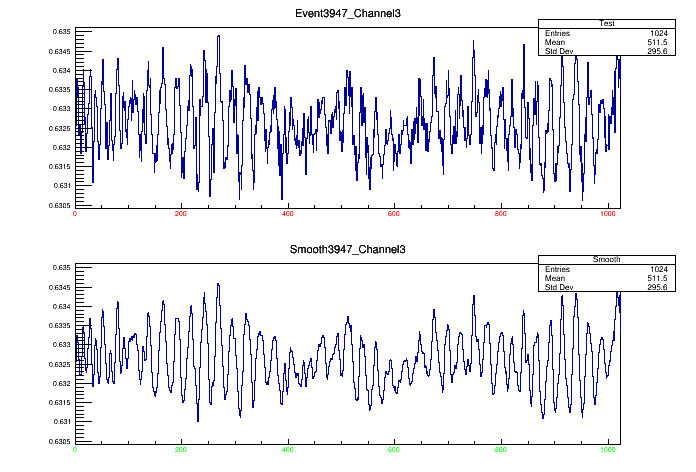 Event3947_Channel3
Test
Entries 1024
Mean 511.5
Std Dev 295.6
0.635
0.6345
0.634
0.6335
0.633
0.6325
0.632
0.6315
0.631
0.6305
0 200 400 600 800 1000
Smooth3947_Channel3
Smooth
Entries 1024
Mean 511.5
Std Dev 295.6
0.635
0.6345
0.634
0.6335
0.633
0.6325
0.632
0.6315
0.631
0.6305
0 200 400 600 800 1000